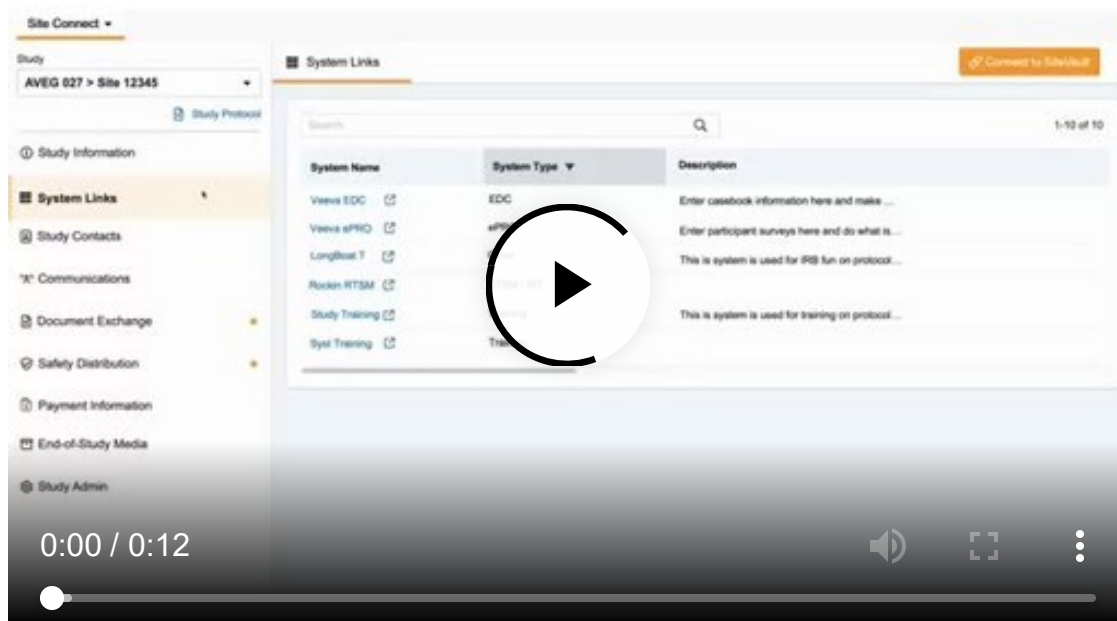 Site Connect
Study
AVEG 027 > Site 12345
Study Protocol
Study Information
System Links
Study Contacts
Communications
Document Exchange
Safety Distribution
Payment Information
End-of-Study Media
Study Admin
System Links
Connect to SiteVault
Search
1-10 of 10
System Name System Type Description
Veeva EDC EDC Enter casebook information here and make ...
Veeva ePRO Enter participant surveys here and do what is...
LongBoat T This is system is used for IRB fun on protocol...
Rockin RTSM
Study Training This is system is used for training on protocol...
Syst Training
0:00 / 0:12